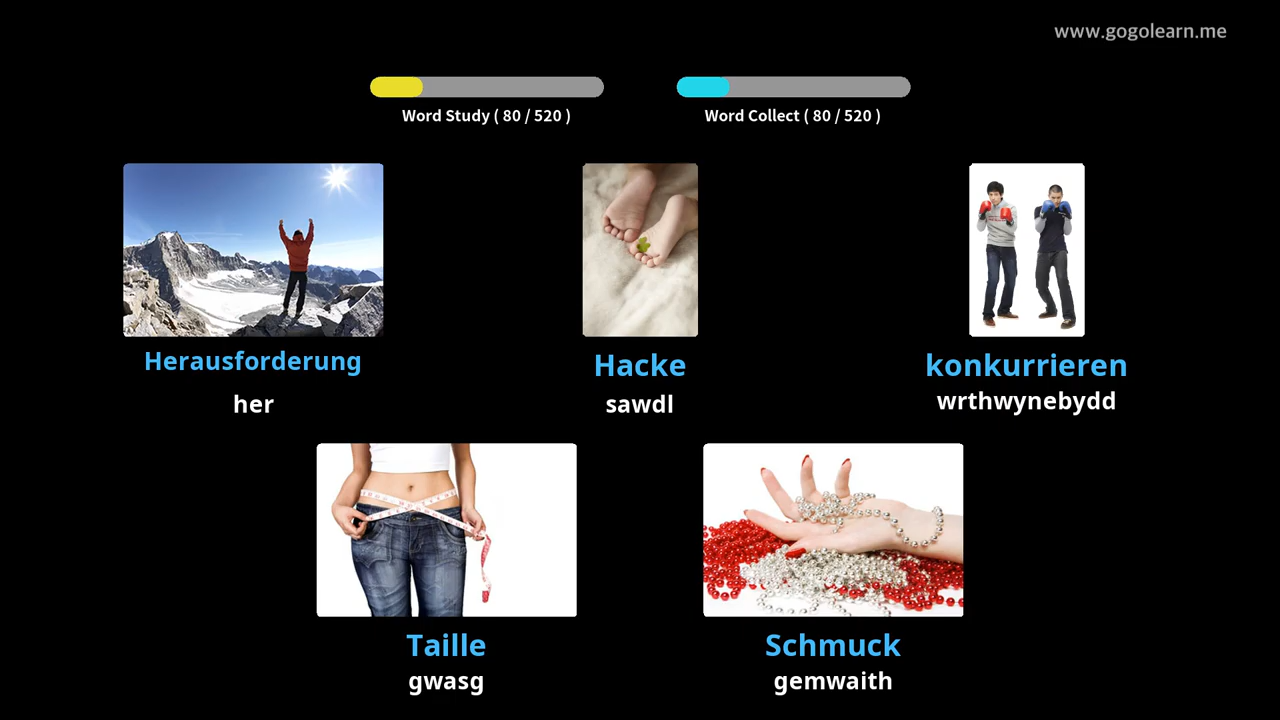 www.gogolearn.me
Word Study ( 80 / 520 )
Word Collect ( 80 / 520 )
Herausforderung
her
Hacke
sawdl
konkurrieren
wrthwynebydd
Taille
gwasg
Schmuck
gemwaith